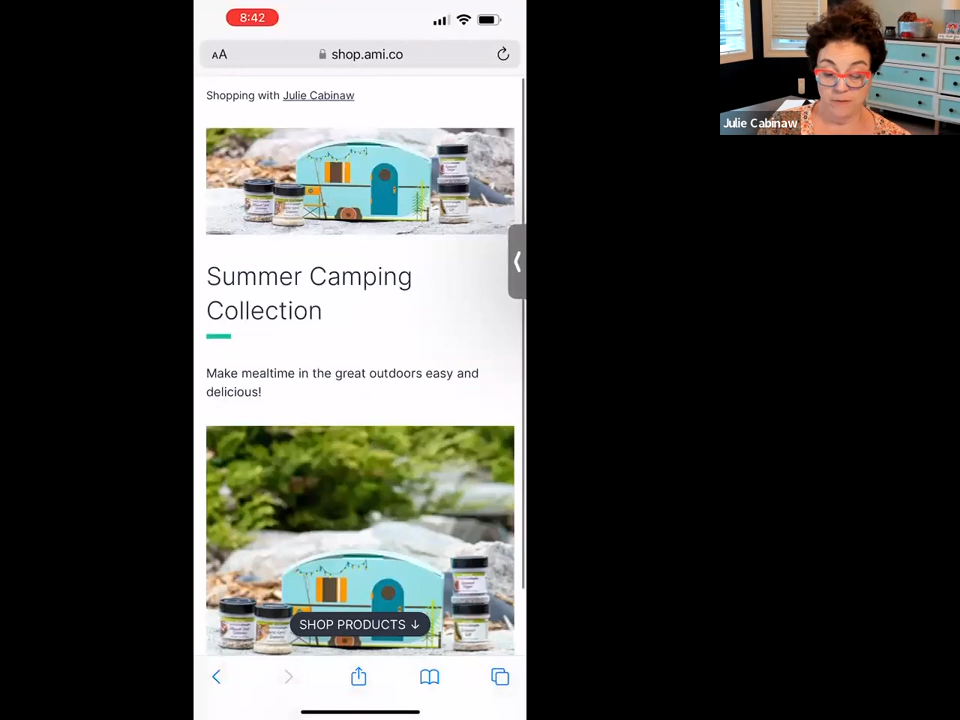 8:42
AA
shop.ami.co
Shopping with Julie Cabinaw
Summer Camping
Collection
Make mealtime in the great outdoors easy and
delicious!
SHOP PRODUCTS ↓
Julie Cabinaw